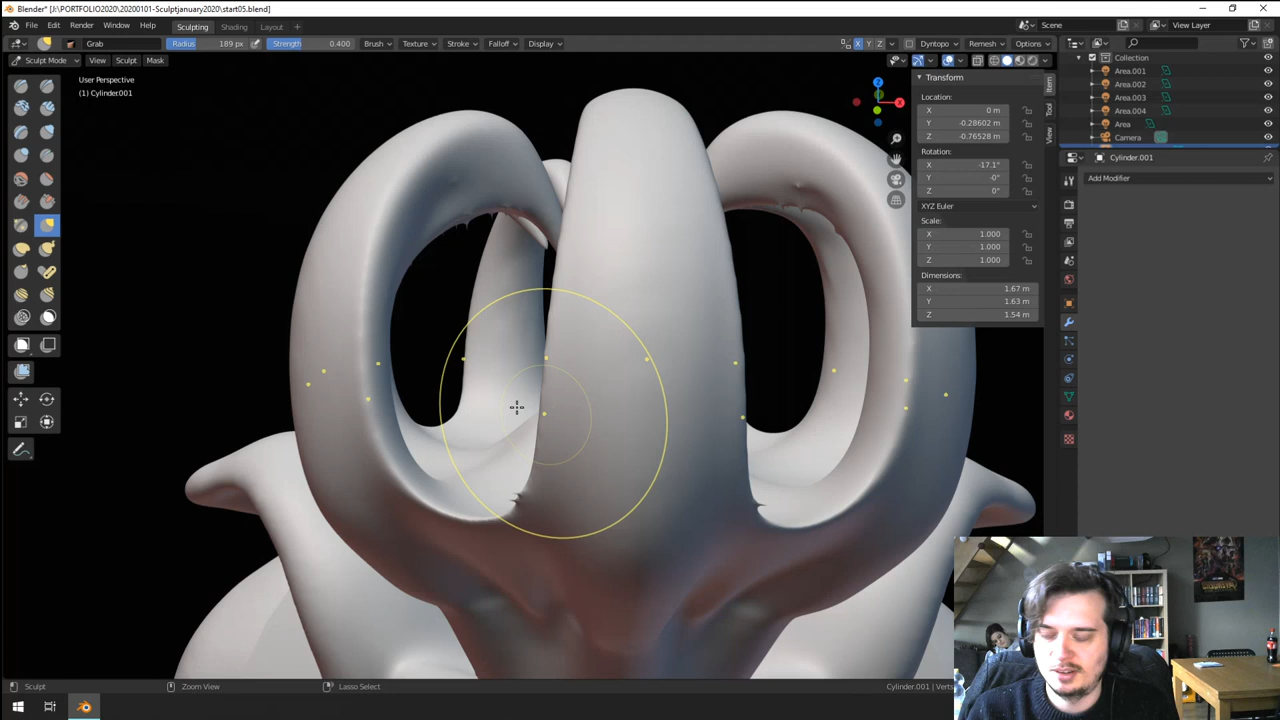 Blender* [J:\PORTFOLIO2020\20200101-Sculptjanuary2020\start05.blend]
File Edit Render Window Help Sculpting Shading Layout Scene View Layer
Grab Radius 189 px Strength 0.400 Brush Texture Stroke Falloff Display X Y Z Dyntopo Remesh Options
Sculpt Mode View Sculpt Mask
User Perspective
(1) Cylinder.001
Transform
Location:
X 0 m
Y -0.28602 m
Z -0.76528 m
Rotation:
X -17.1°
Y -0°
Z 0°
XYZ Euler
Scale:
X 1.000
Y 1.000
Z 1.000
Dimensions:
X 1.67 m
Y 1.63 m
Z 1.54 m
Item
Tool
View
Z
X
Collection
Area.001
Area.002
Area.003
Area.004
Area
Camera
Cylinder.001
Add Modifier
Sculpt Zoom View Lasso Select Cylinder.001 | Verts